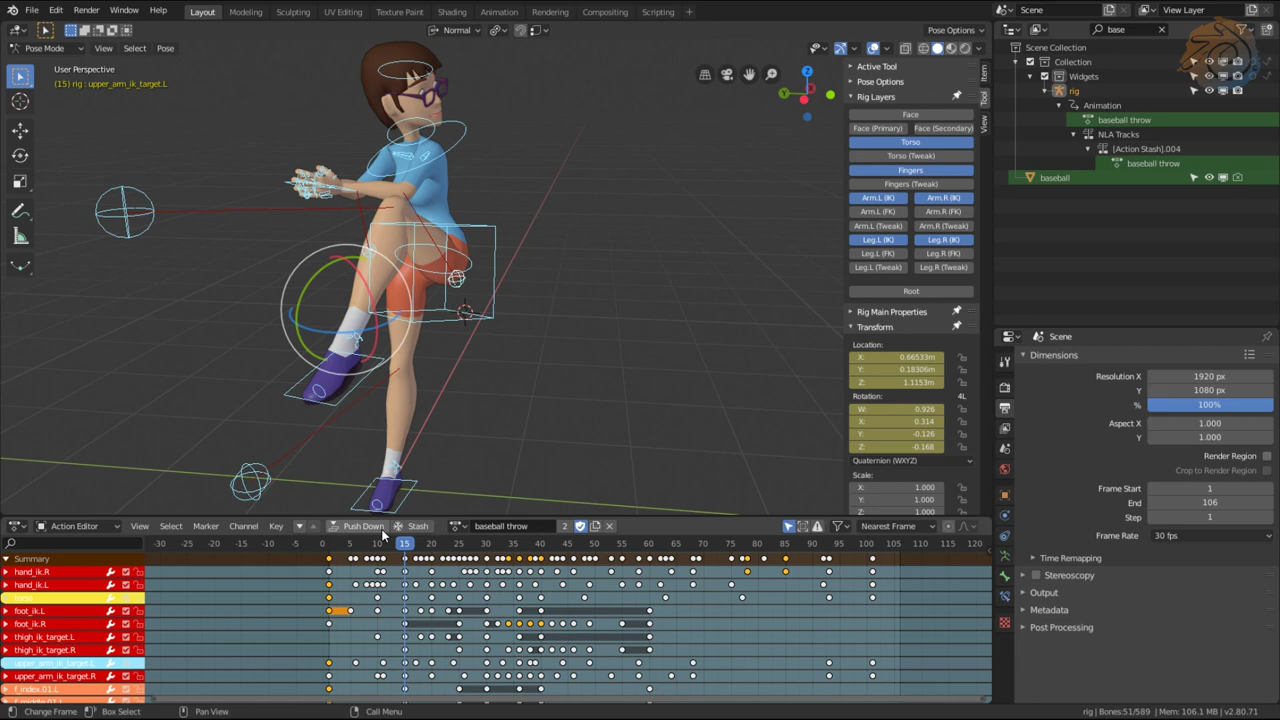 File Edit Render Window Help Layout Modeling Sculpting UV Editing Texture Paint Shading Animation Rendering Compositing Scripting + Scene View Layer
Normal Pose Options base
Pose Mode View Select Pose
User Perspective
(15) rig : upper_arm_ik_target.L
Z
Y
Active Tool
Pose Options
Rig Layers
Face
Face (Primary) Face (Secondary)
Torso
Torso (Tweak)
Fingers
Fingers (Tweak)
Arm.L (IK) Arm.R (IK)
Arm.L (FK) Arm.R (FK)
Arm.L (Tweak) Arm.R (Tweak)
Leg.L (IK) Leg.R (IK)
Leg.L (FK) Leg.R (FK)
Leg.L (Tweak) Leg.R (Tweak)
Root
Rig Main Properties
Transform
Location:
X: 0.66533m
Y: 0.18306m
Z: 1.1153m
Rotation: 4L
W: 0.926
X: 0.314
Y: -0.126
Z: -0.168
Quaternion (WXYZ)
Scale:
X: 1.000
Y: 1.000
Z: 1.000
Item
Tool
View
Scene Collection
Collection
Widgets
rig
Animation
baseball throw
NLA Tracks
[Action Stash].004
baseball throw
baseball
Scene
Dimensions
Resolution X 1920 px
Y 1080 px
% 100%
Aspect X 1.000
Y 1.000
Render Region
Crop to Render Region
Frame Start 1
End 106
Step 1
Frame Rate 30 fps
Time Remapping
Stereoscopy
Output
Metadata
Post Processing
Action Editor View Select Marker Channel Key Push Down Stash baseball throw 2 Nearest Frame
-30 -25 -20 -15 -10 -5 1 5 10 15 20 25 30 35 40 45 50 55 60 65 70 75 80 85 90 95 100 105 110 115 120
Summary
hand_ik.R
hand_ik.L
torso
foot_ik.L
foot_ik.R
thigh_ik_target.L
thigh_ik_target.R
upper_arm_ik_target.L
upper_arm_ik_target.R
f_index.01.L
f_middle.01.L
Change Frame Box Select Pan View Call Menu rig | Bones:51/589 | Mem: 106.1 MB | v2.80.71